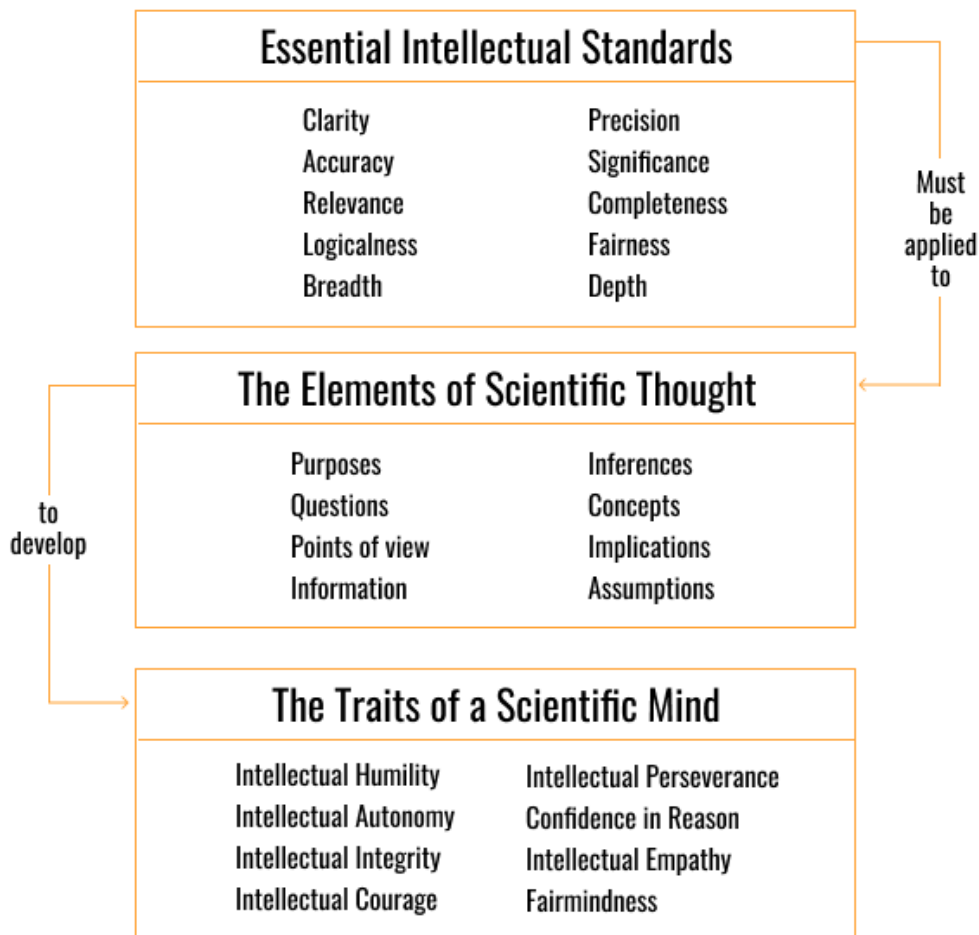 Essential Intellectual Standards
Clarity
Accuracy
Relevance
Logicalness
Breadth
Precision
Significance
Completeness
Fairness
Depth
Must
be
applied
to
The Elements of Scientific Thought
Purposes
Questions
Points of view
Information
Inferences
Concepts
Implications
Assumptions
to
develop
The Traits of a Scientific Mind
Intellectual Humility
Intellectual Autonomy
Intellectual Integrity
Intellectual Courage
Intellectual Perseverance
Confidence in Reason
Intellectual Empathy
Fairmindness